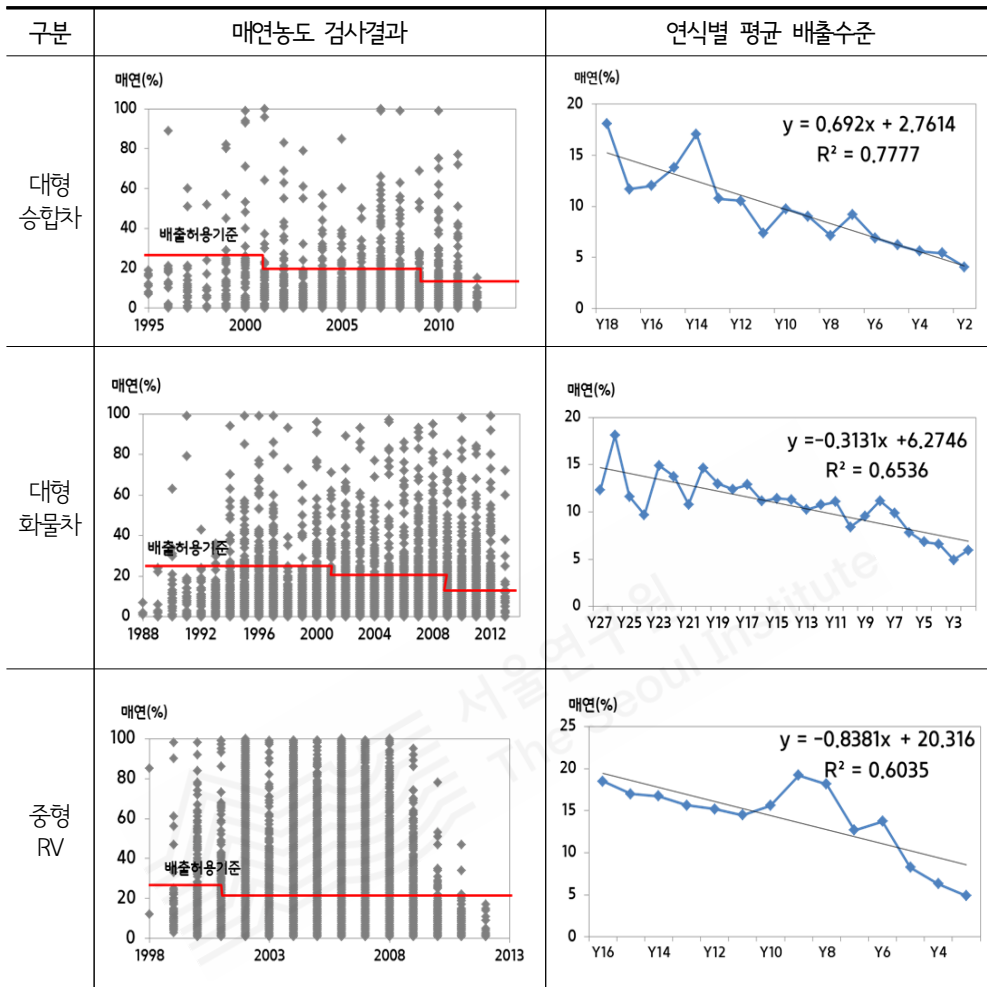 구분 매연농도 검사결과 연식별 평균 배출수준
대형
승합차
매연(%)
100
80
60
40
20
0
배출허용기준
1995 2000 2005 2010
매연(%)
20
15
10
5
0
y = 0.692x + 2.7614
R² = 0.7777
Y18 Y16 Y14 Y12 Y10 Y8 Y6 Y4 Y2
대형
화물차
매연(%)
100
80
60
40
20
0
배출허용기준
1988 1992 1996 2000 2004 2008 2012
매연(%)
20
15
10
5
0
y =-0.3131x +6.2746
R² = 0.6536
Y27 Y25 Y23 Y21 Y19 Y17 Y15 Y13 Y11 Y9 Y7 Y5 Y3
중형
RV
매연(%)
100
80
60
40
20
0
배출허용기준
1998 2003 2008 2013
매연(%)
25
20
15
10
5
0
y = -0.8381x + 20.316
R² = 0.6035
Y16 Y14 Y12 Y10 Y8 Y6 Y4
서울연구원
The Seoul Institute